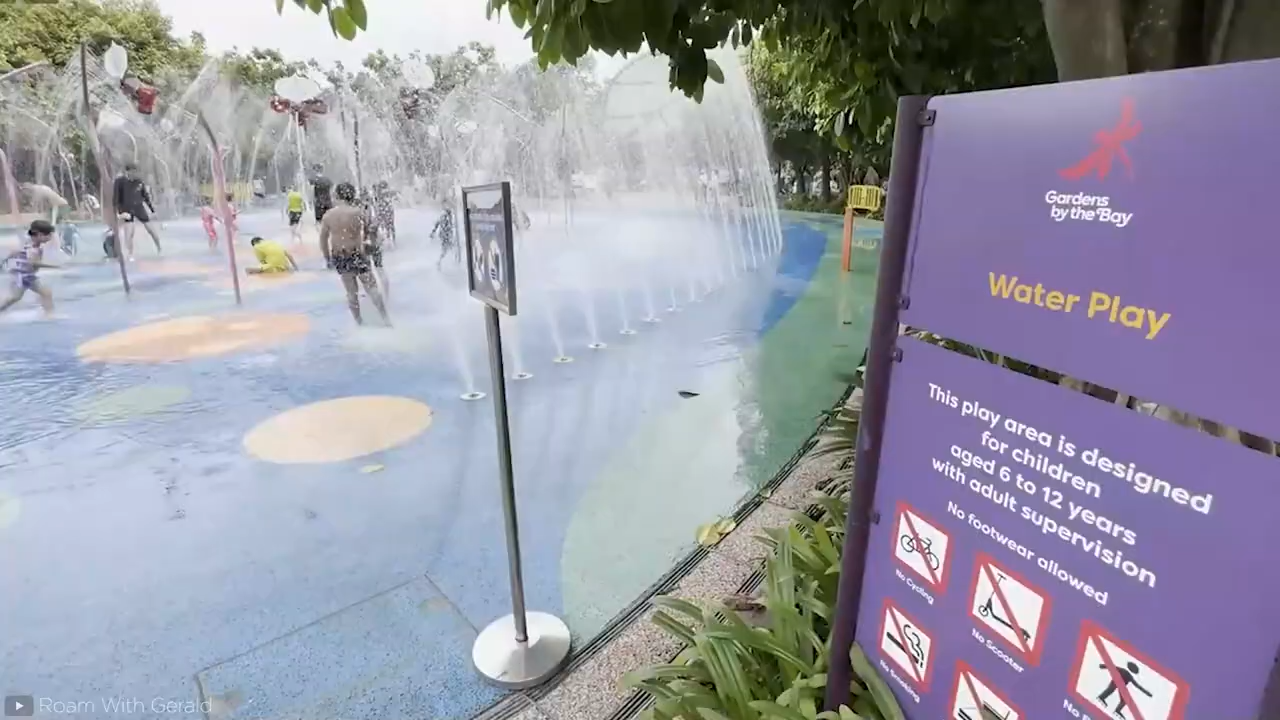 Gardens
by the Bay
Water Play
This play area is designed
for children
aged 6 to 12 years
with adult supervision
No footwear allowed
No Cycling
No Scooter
No Smoking
Roam With Gerald